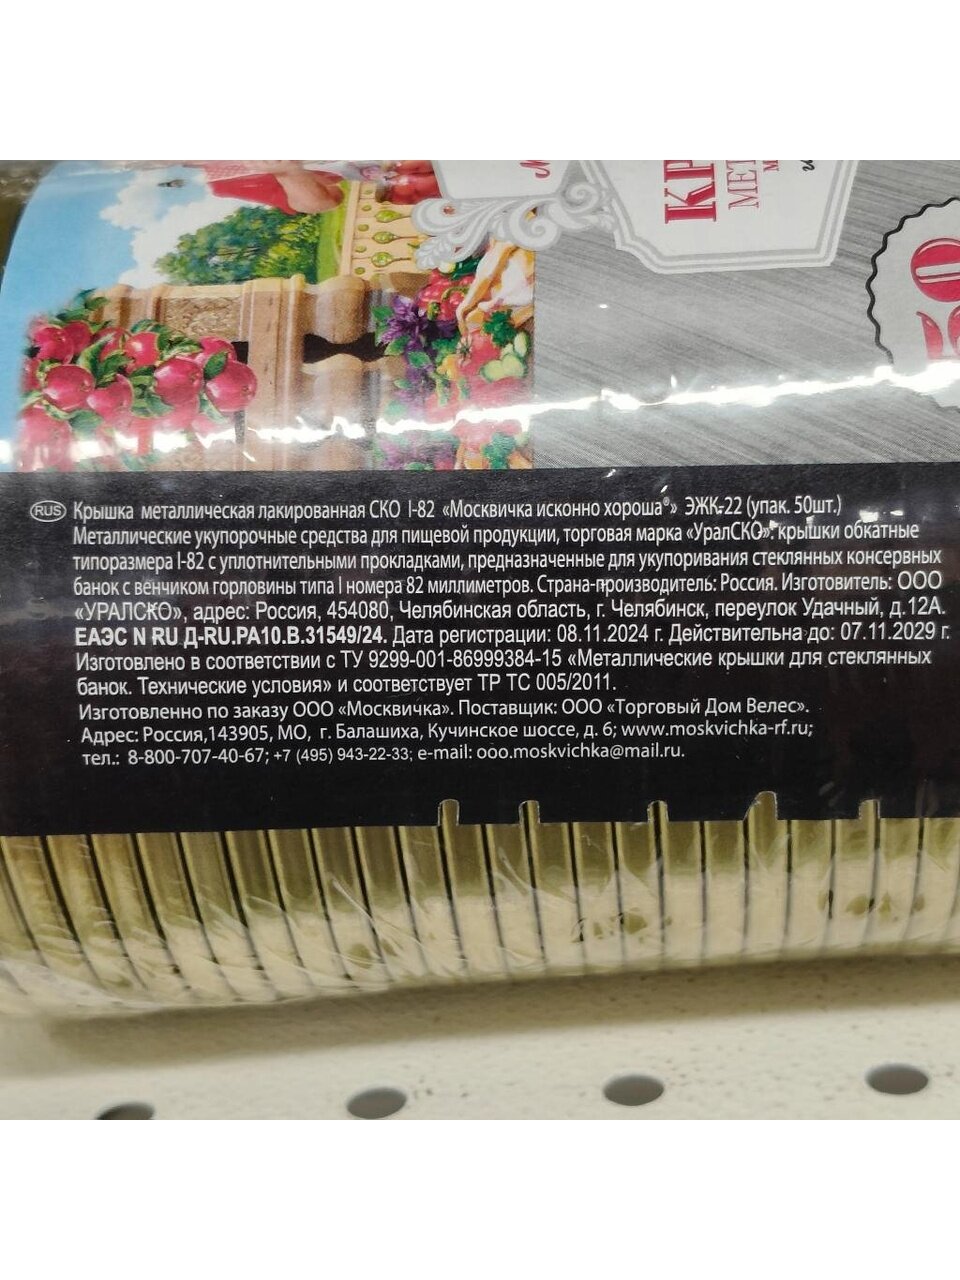 КР
МЕТ
50
RUS Крышка металлическая лакированная СКО I-82 «Москвичка исконно хороша®» ЭЖК-22 (упак. 50шт.)
Металлические укупорочные средства для пищевой продукции, торговая марка «УралСКО»: крышки обкатные
типоразмера I-82 с уплотнительными прокладками, предназначенные для укупоривания стеклянных консервных
банок с венчиком горловины типа I номера 82 миллиметров. Страна-производитель: Россия. Изготовитель: ООО
«УРАЛСКО», адрес: Россия, 454080, Челябинская область, г. Челябинск, переулок Удачный, д.12А.
ЕАЭС N RU Д-RU.РА10.В.31549/24. Дата регистрации: 08.11.2024 г. Действительна до: 07.11.2029 г.
Изготовлено в соответствии с ТУ 9299-001-86999384-15 «Металлические крышки для стеклянных
банок. Технические условия» и соответствует ТР ТС 005/2011.
Изготовленно по заказу ООО «Москвичка». Поставщик: ООО «Торговый Дом Велес».
Адрес: Россия,143905, МО, г. Балашиха, Кучинское шоссе, д. 6; www.moskvichka-rf.ru;
тел.: 8-800-707-40-67; +7 (495) 943-22-33; e-mail: ooo.moskvichka@mail.ru.